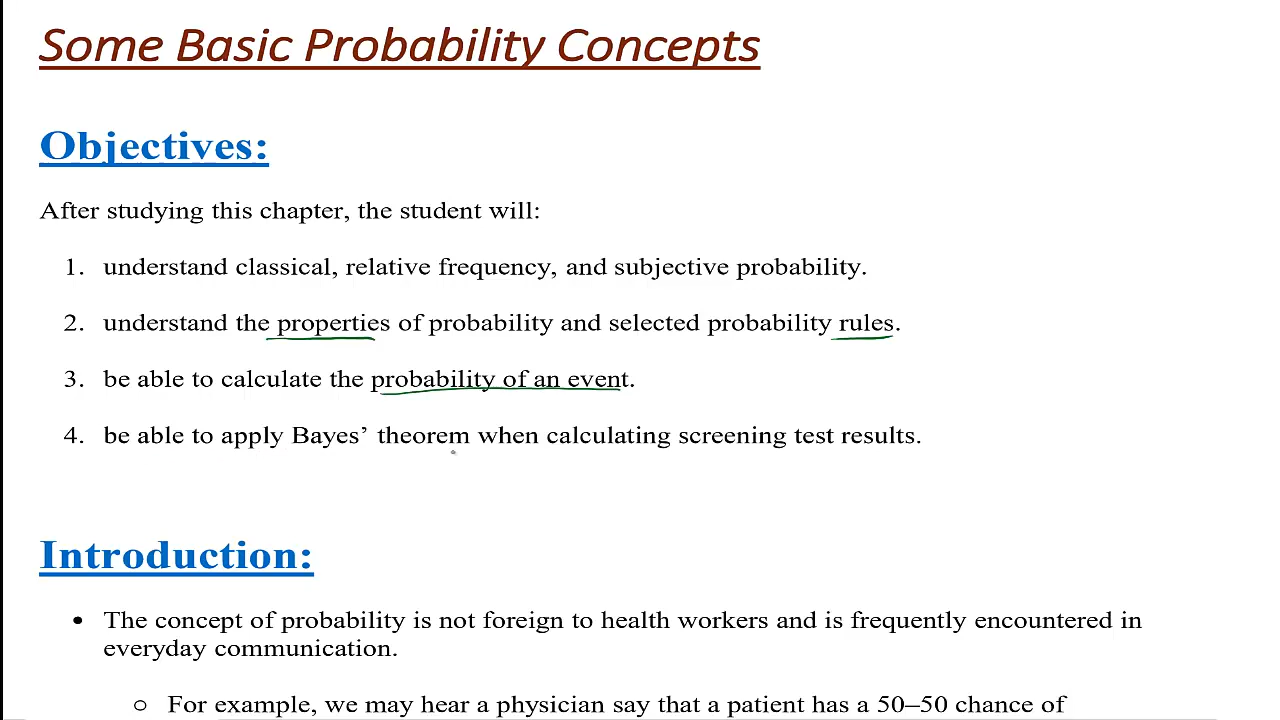 Some Basic Probability Concepts
Objectives:
After studying this chapter, the student will:
1. understand classical, relative frequency, and subjective probability.
2. understand the properties of probability and selected probability rules.
3. be able to calculate the probability of an event.
4. be able to apply Bayes’ theorem when calculating screening test results.
Introduction:
• The concept of probability is not foreign to health workers and is frequently encountered in
everyday communication.
o For example, we may hear a physician say that a patient has a 50–50 chance of